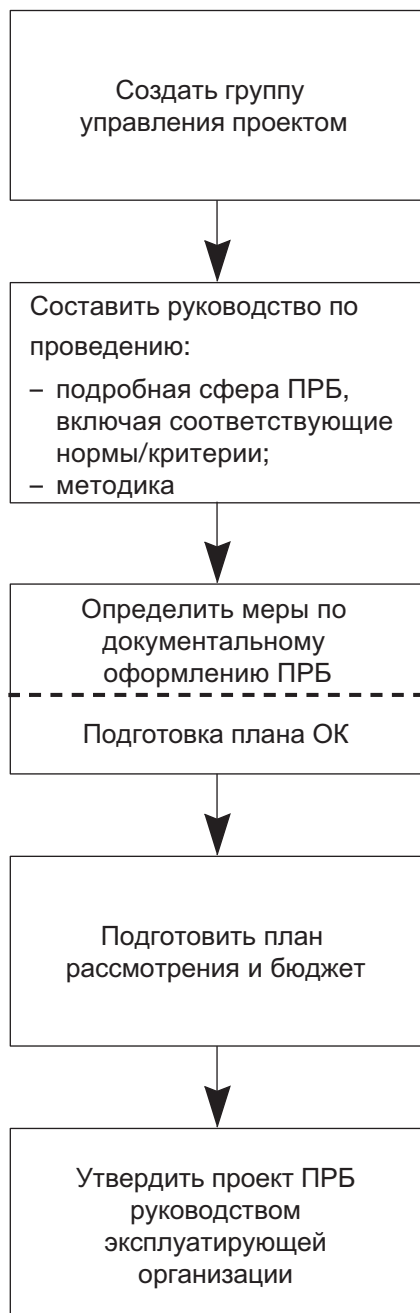 Создать группу
управления проектом
Составить руководство по
проведению:
– подробная сфера ПРБ,
включая соответствующие
нормы/критерии;
– методика
Определить меры по
документальному
оформлению ПРБ
Подготовка плана ОК
Подготовить план
рассмотрения и бюджет
Утвердить проект ПРБ
руководством
эксплуатирующей
организации